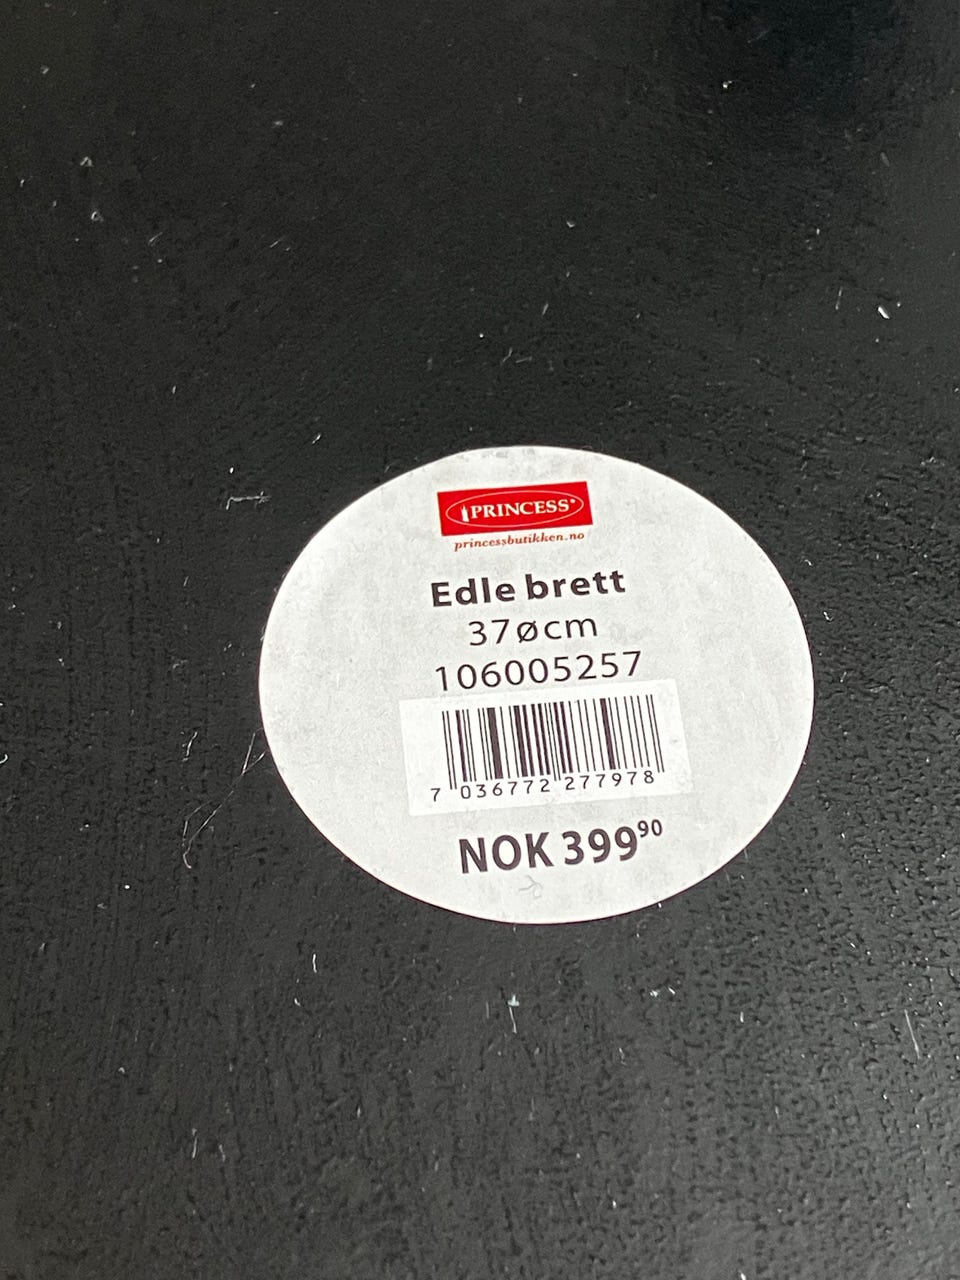 PRINCESS®
princessbutikken.no
Edle brett
37øcm
106005257
7 036772 277978
NOK 399⁹⁰